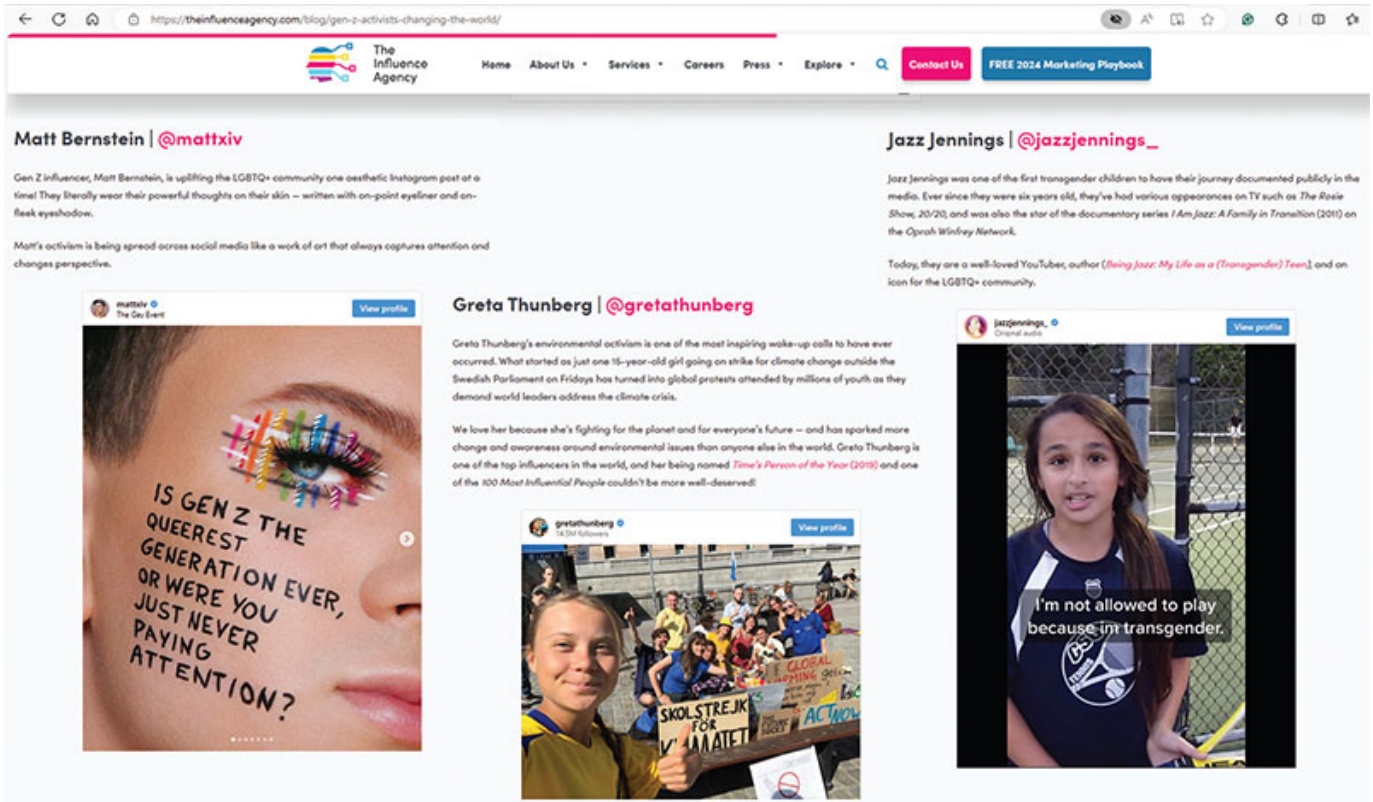 https://theinfluenceagency.com/blog/gen-z-activists-changing-the-world/
The
Influence
Agency
Home
About Us
Services
Careers
Press
Explore
Contact Us
FREE 2024 Marketing Playbook
Matt Bernstein | @mattxiv
Gen Z influencer, Matt Bernstein, is uplifting the LGBTQ+ community one aesthetic Instagram post at a
time! They literally wear their powerful thoughts on their skin — written with on-point eyeliner and on-
fleek eyeshadow.
Matt's activism is being spread across social media like a work of art that always captures attention and
changes perspective.
mattxiv
The Gay Event
View profile
IS GEN Z THE
QUEEREST
GENERATION EVER,
OR WERE YOU
JUST NEVER
PAYING
ATTENTION?
Greta Thunberg | @gretathunberg
Greta Thunberg's environmental activism is one of the most inspiring wake-up calls to have ever
occurred. What started as just one 15-year-old girl going on strike for climate change outside the
Swedish Parliament on Fridays has turned into global protests attended by millions of youth as they
demand world leaders address the climate crisis.
We love her because she's fighting for the planet and for everyone's future — and has sparked more
change and awareness around environmental issues than anyone else in the world. Greta Thunberg is
one of the top influencers in the world, and her being named Time's Person of the Year (2019) and one
of the 100 Most Influential People couldn't be more well-deserved!
gretathunberg
14.5M followers
View profile
GLOBAL
SKOLSTREJK
FÖR
KLIMATET
ACT NOW
Jazz Jennings | @jazzjennings_
Jazz Jennings was one of the first transgender children to have their journey documented publicly in the
media. Ever since they were six years old, they've had various appearances on TV such as The Rosie
Show, 20/20, and was also the star of the documentary series I Am Jazz: A Family in Transition (2011) on
the Oprah Winfrey Network.
Today, they are a well-loved YouTuber, author (Being Jazz: My Life as a (Transgender) Teen), and an
icon for the LGBTQ+ community.
jazzjennings_
Original audio
View profile
I'm not allowed to play
because im transgender.
TENNIS